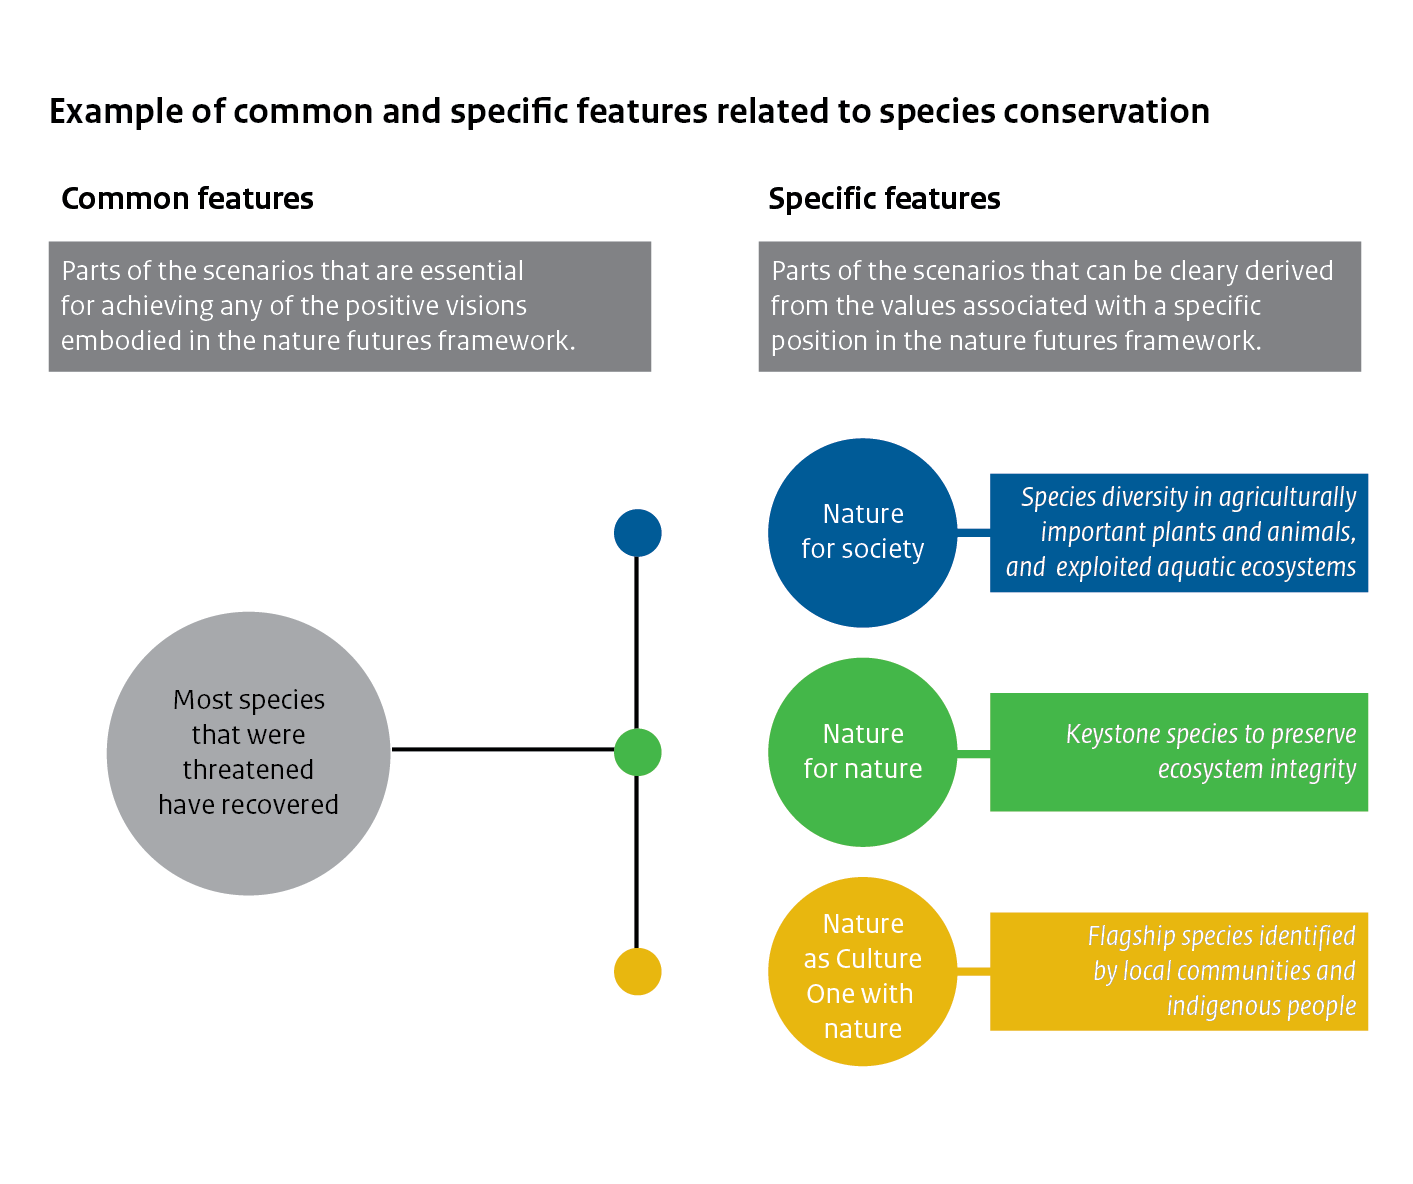 Example of common and specific features related to species conservation
Common features
Parts of the scenarios that are essential
for achieving any of the positive visions
embodied in the nature futures framework.
Specific features
Parts of the scenarios that can be cleary derived
from the values associated with a specific
position in the nature futures framework.
Most species
that were
threatened
have recovered
Nature
for society
Species diversity in agriculturally
important plants and animals,
and exploited aquatic ecosystems
Nature
for nature
Keystone species to preserve
ecosystem integrity
Nature
as Culture
One with
nature
Flagship species identified
by local communities and
indigenous people